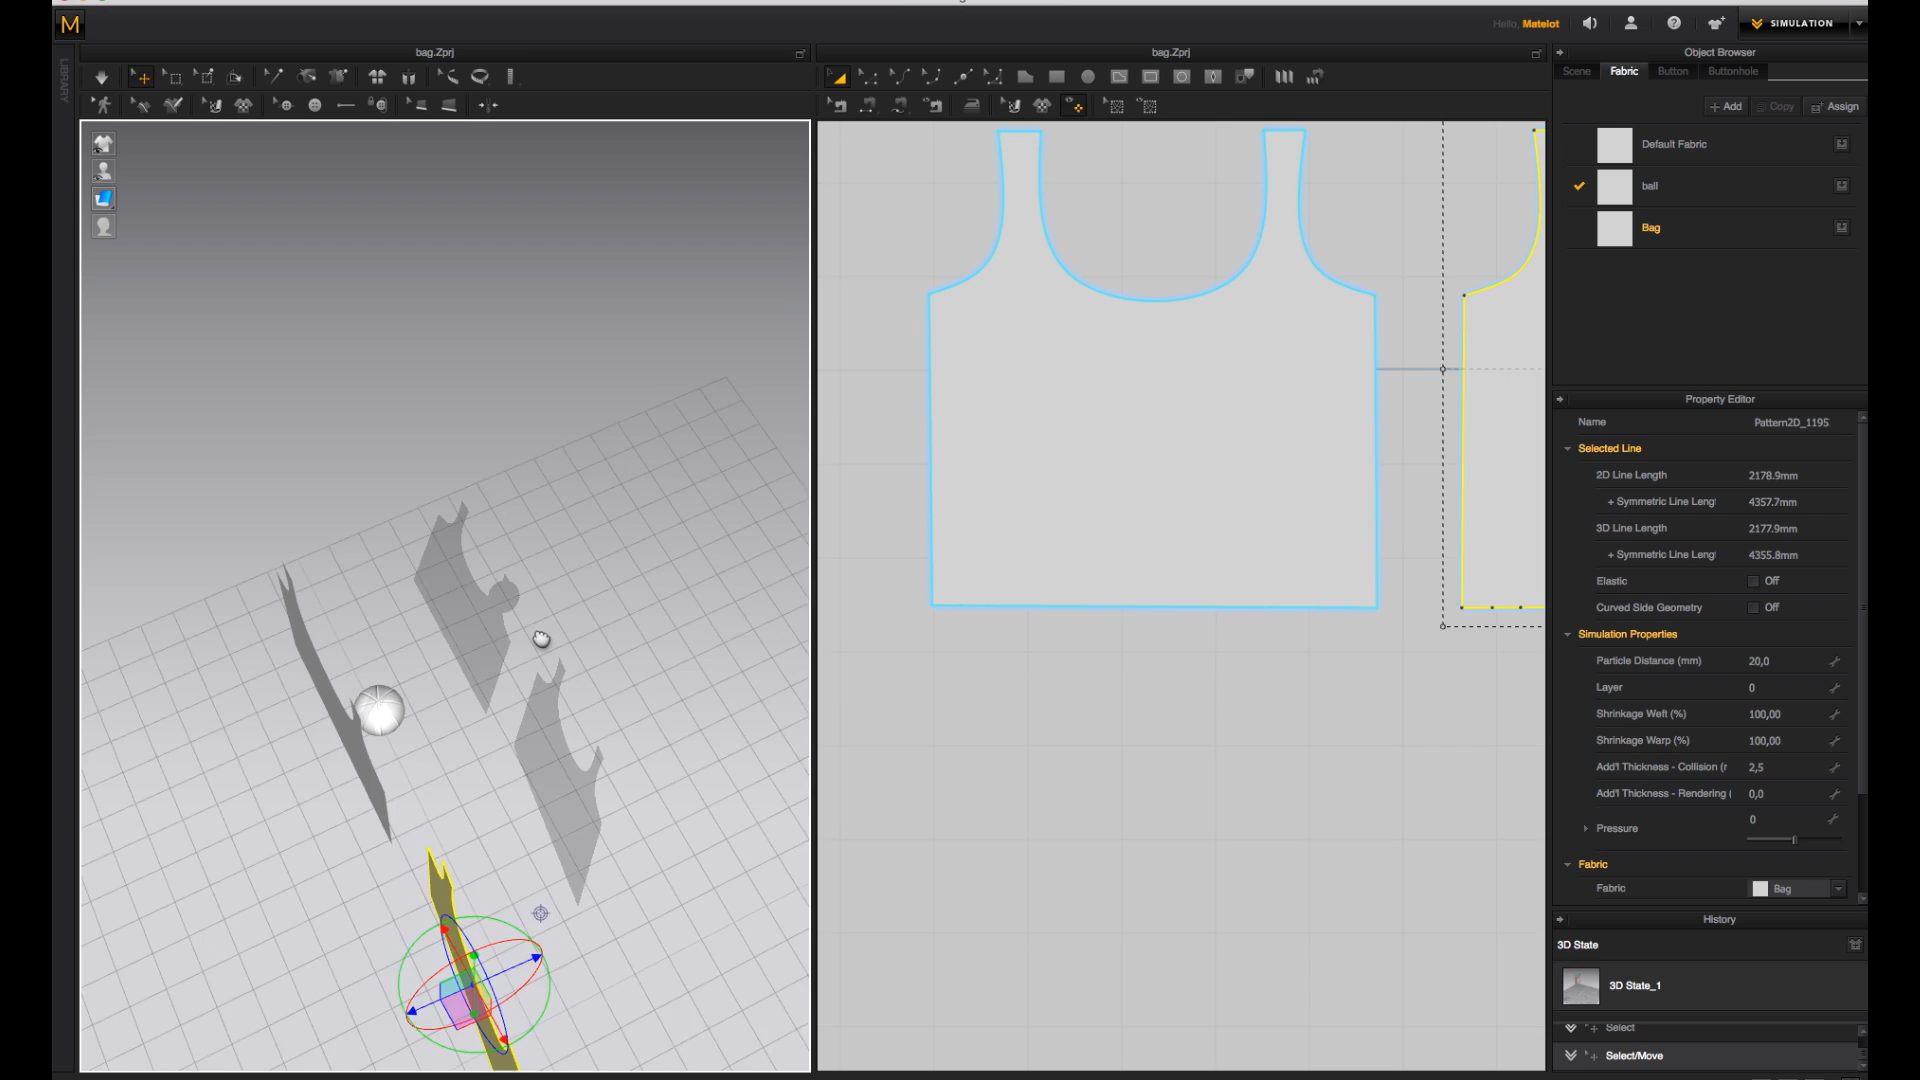 M
Hello, Matelot
SIMULATION
LIBRARY
bag.Zprj
bag.Zprj
Object Browser
Scene
Fabric
Button
Buttonhole
+ Add
Copy
Assign
Default Fabric
ball
Bag
Property Editor
Name
Pattern2D_1195
Selected Line
2D Line Length
2178.9mm
+ Symmetric Line Lengt
4357.7mm
3D Line Length
2177.9mm
+ Symmetric Line Lengt
4355.8mm
Elastic
Off
Curved Side Geometry
Off
Simulation Properties
Particle Distance (mm)
20,0
Layer
0
Shrinkage Weft (%)
100,00
Shrinkage Warp (%)
100,00
Add'l Thickness - Collision (r
2,5
Add'l Thickness - Rendering (
0,0
Pressure
0
Fabric
Fabric
Bag
History
3D State
3D State_1
Select
Select/Move